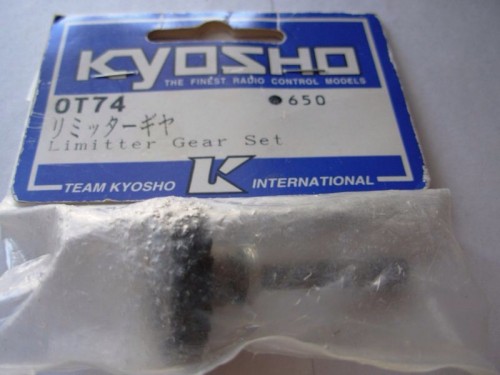 KYOSHO
THE FINEST RADIO CONTROL MODELS
OT74 ●650
リミッターギヤ
Limitter Gear Set
TEAM KYOSHO K INTERNATIONAL